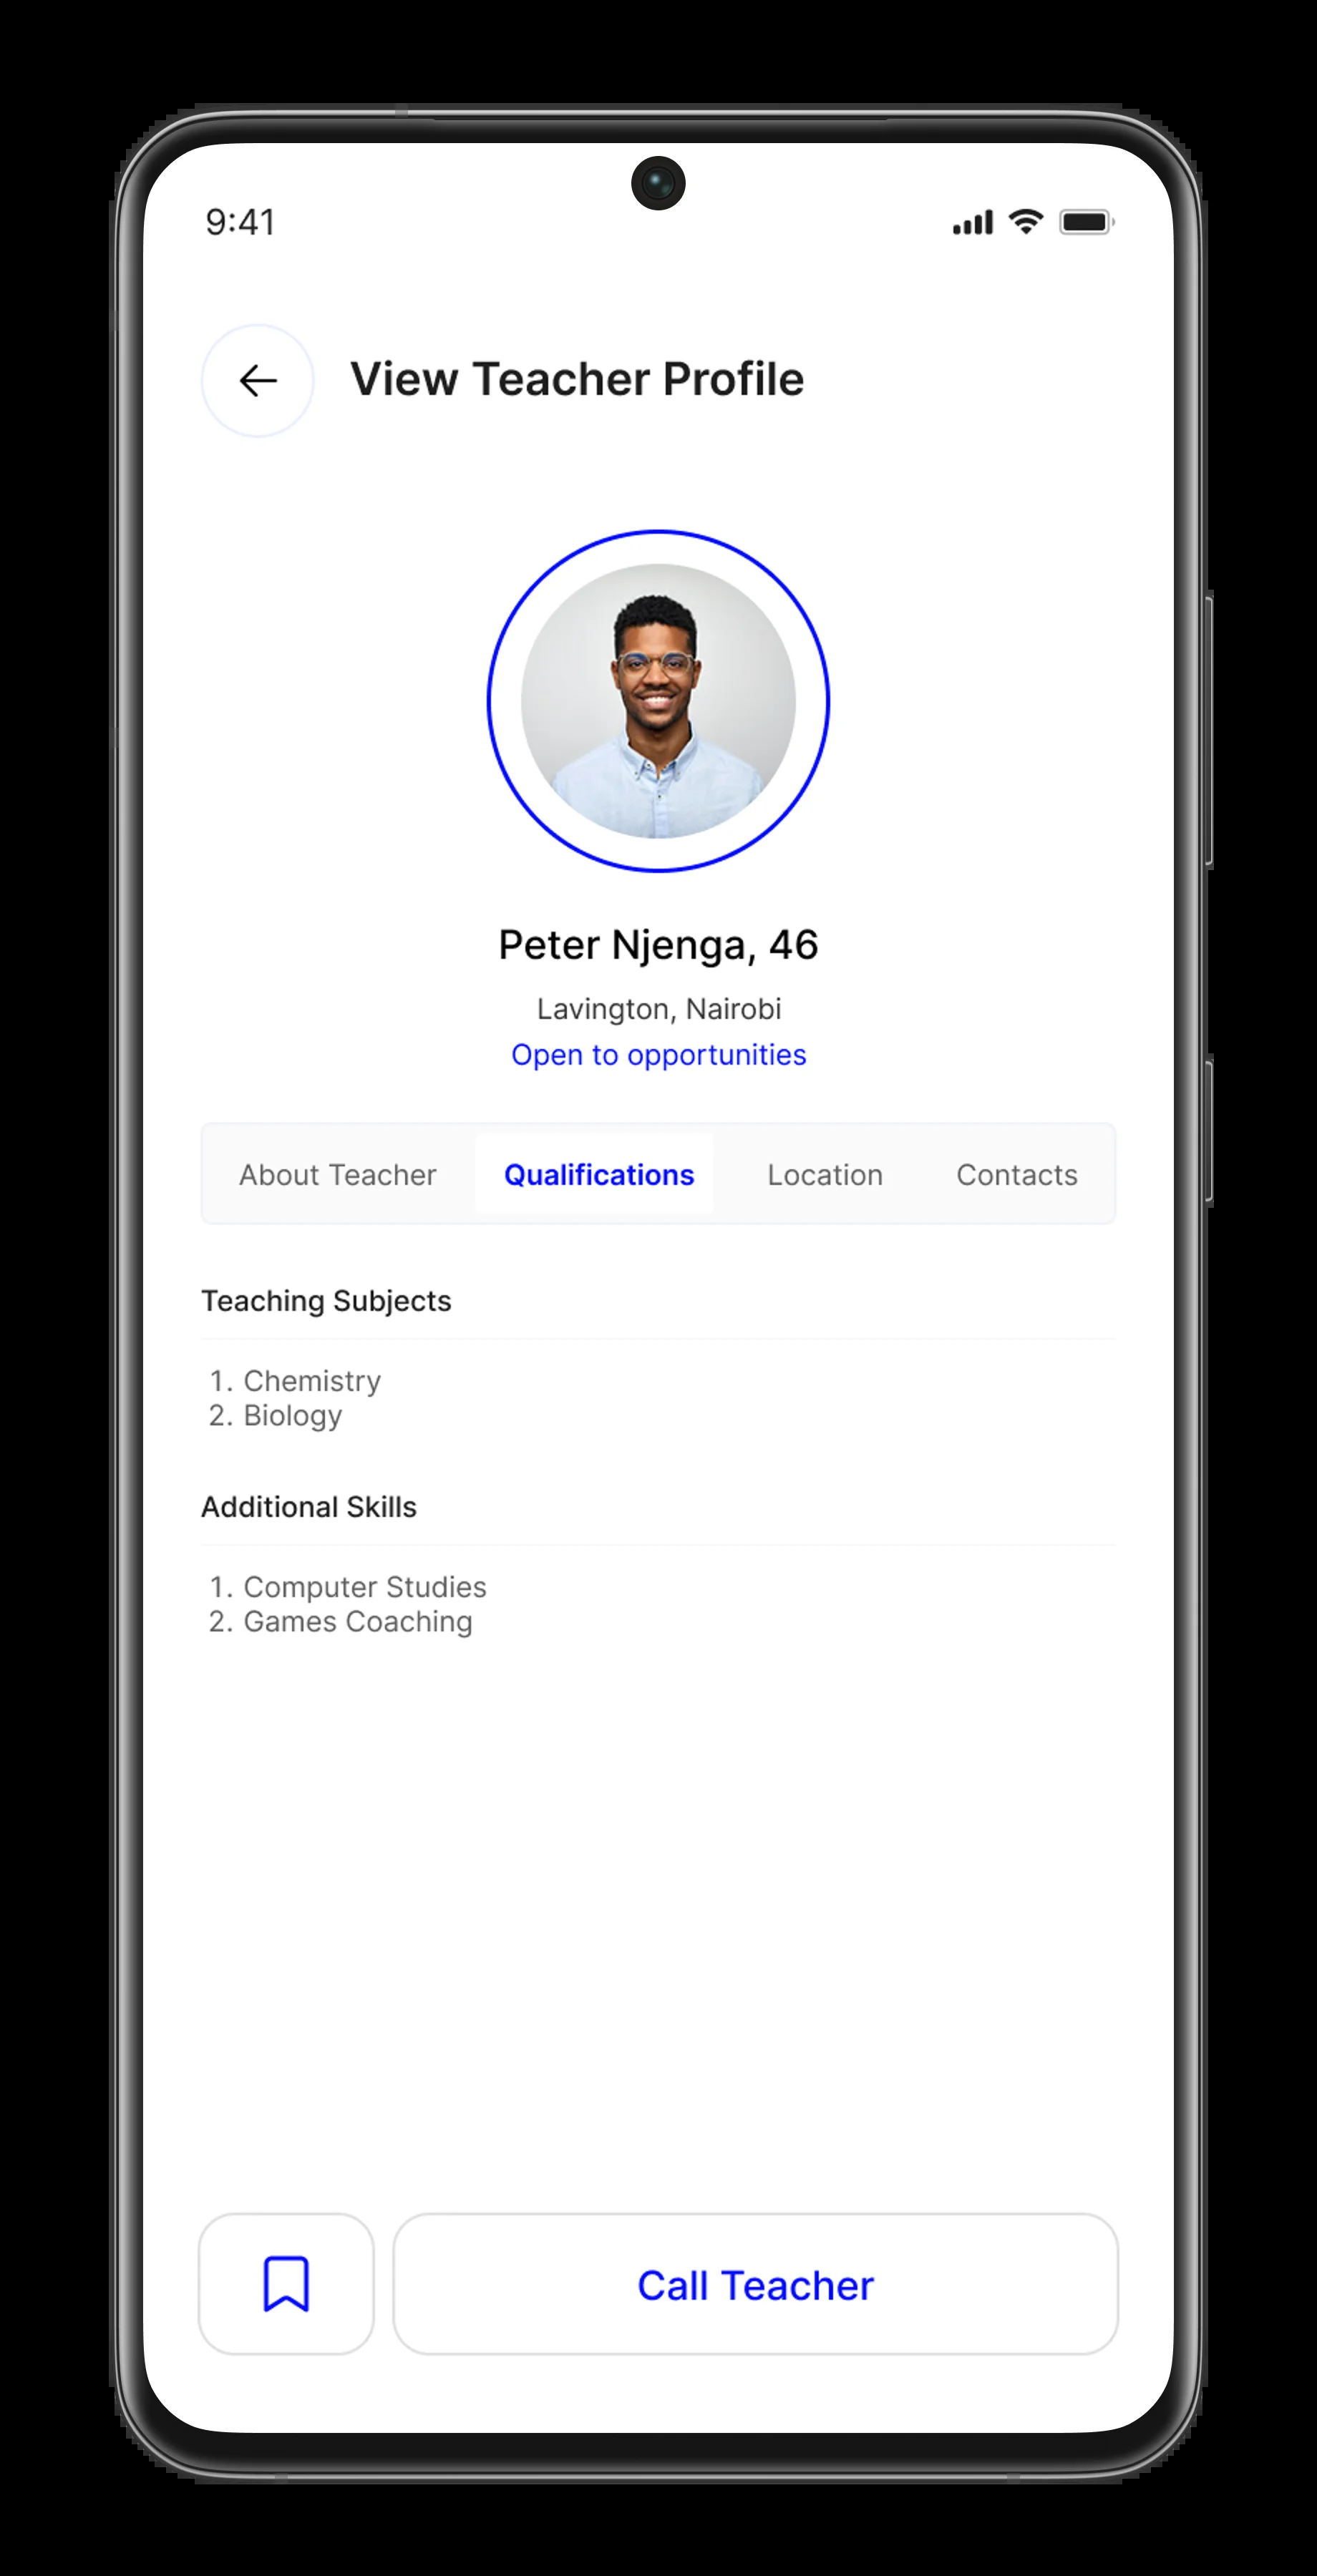 9:41
View Teacher Profile
Peter Njenga, 46
Lavington, Nairobi
Open to opportunities
About Teacher Qualifications Location Contacts
Teaching Subjects
1. Chemistry
2. Biology
Additional Skills
1. Computer Studies
2. Games Coaching
Call Teacher